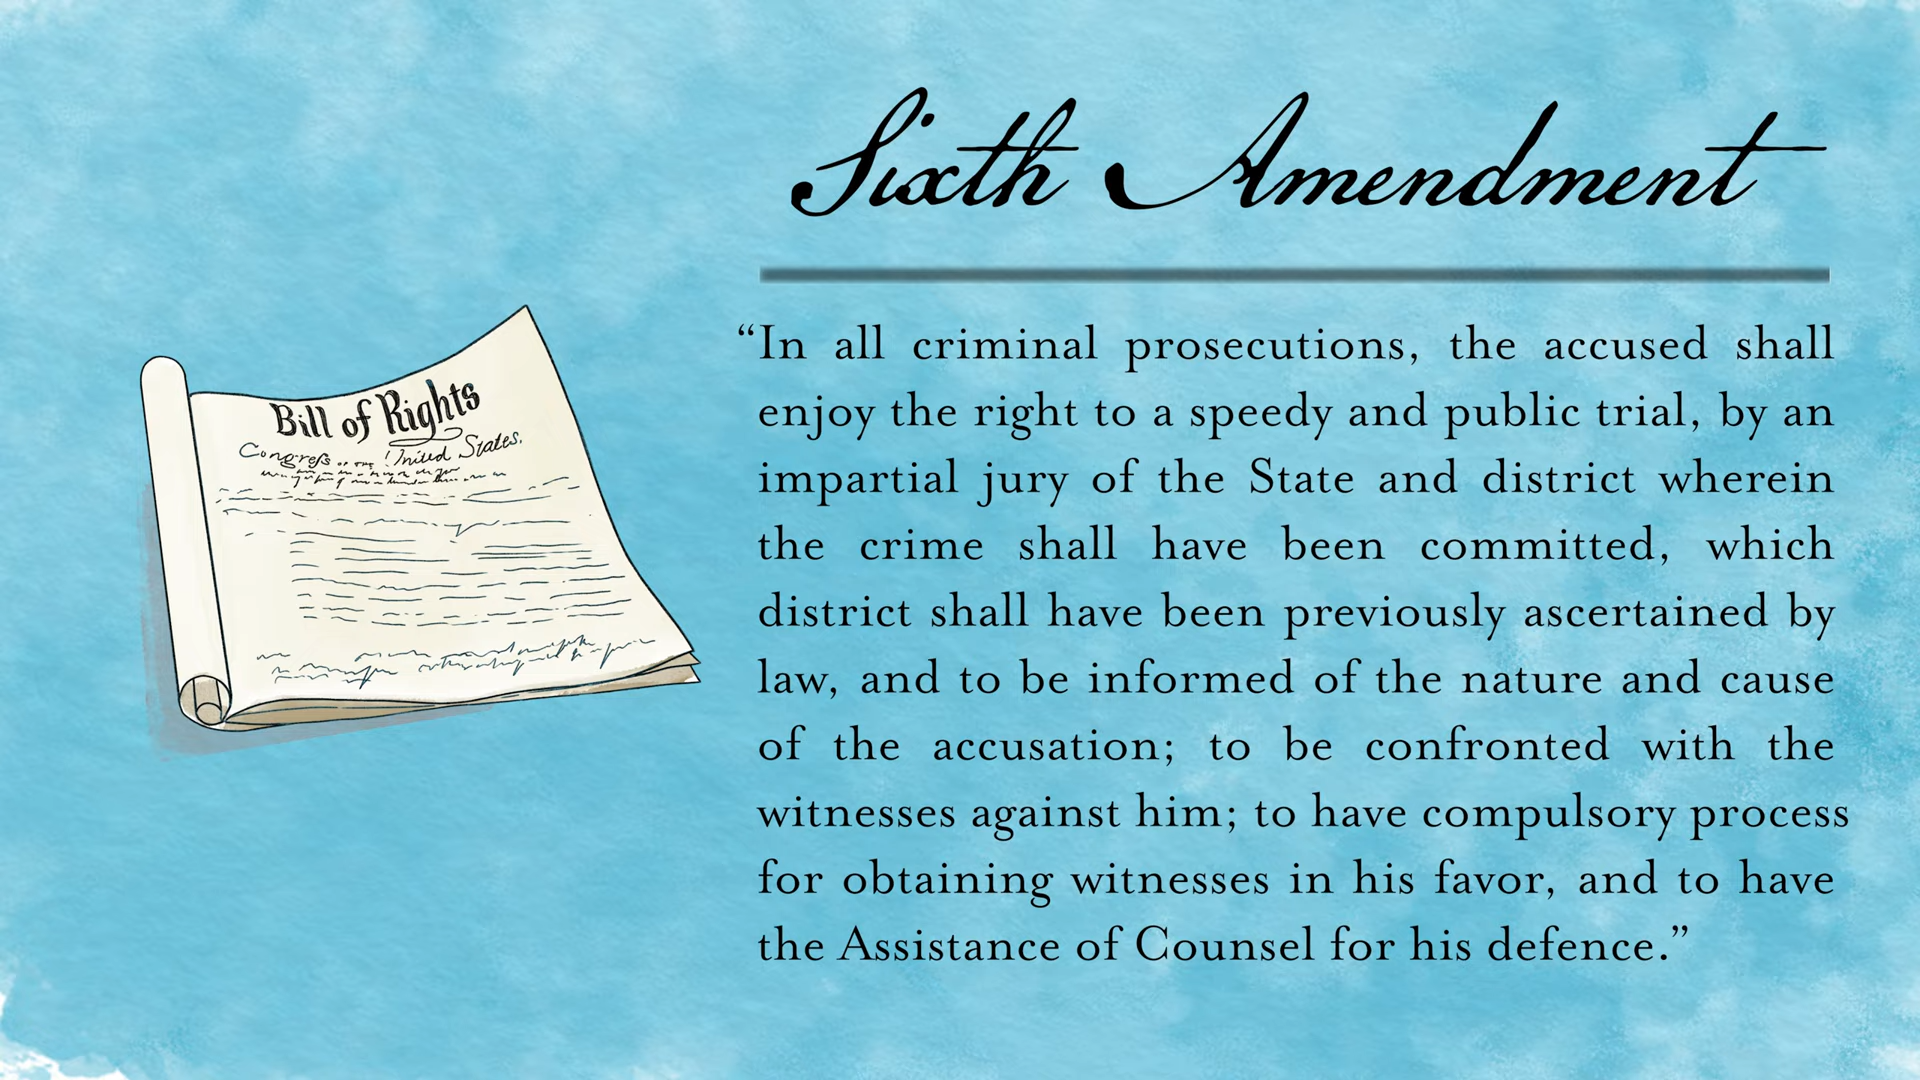 Sixth Amendment
“In all criminal prosecutions, the accused shall
enjoy the right to a speedy and public trial, by an
impartial jury of the State and district wherein
the crime shall have been committed, which
district shall have been previously ascertained by
law, and to be informed of the nature and cause
of the accusation; to be confronted with the
witnesses against him; to have compulsory process
for obtaining witnesses in his favor, and to have
the Assistance of Counsel for his defence.”
Bill of Rights
Congreſs OF THE United States.